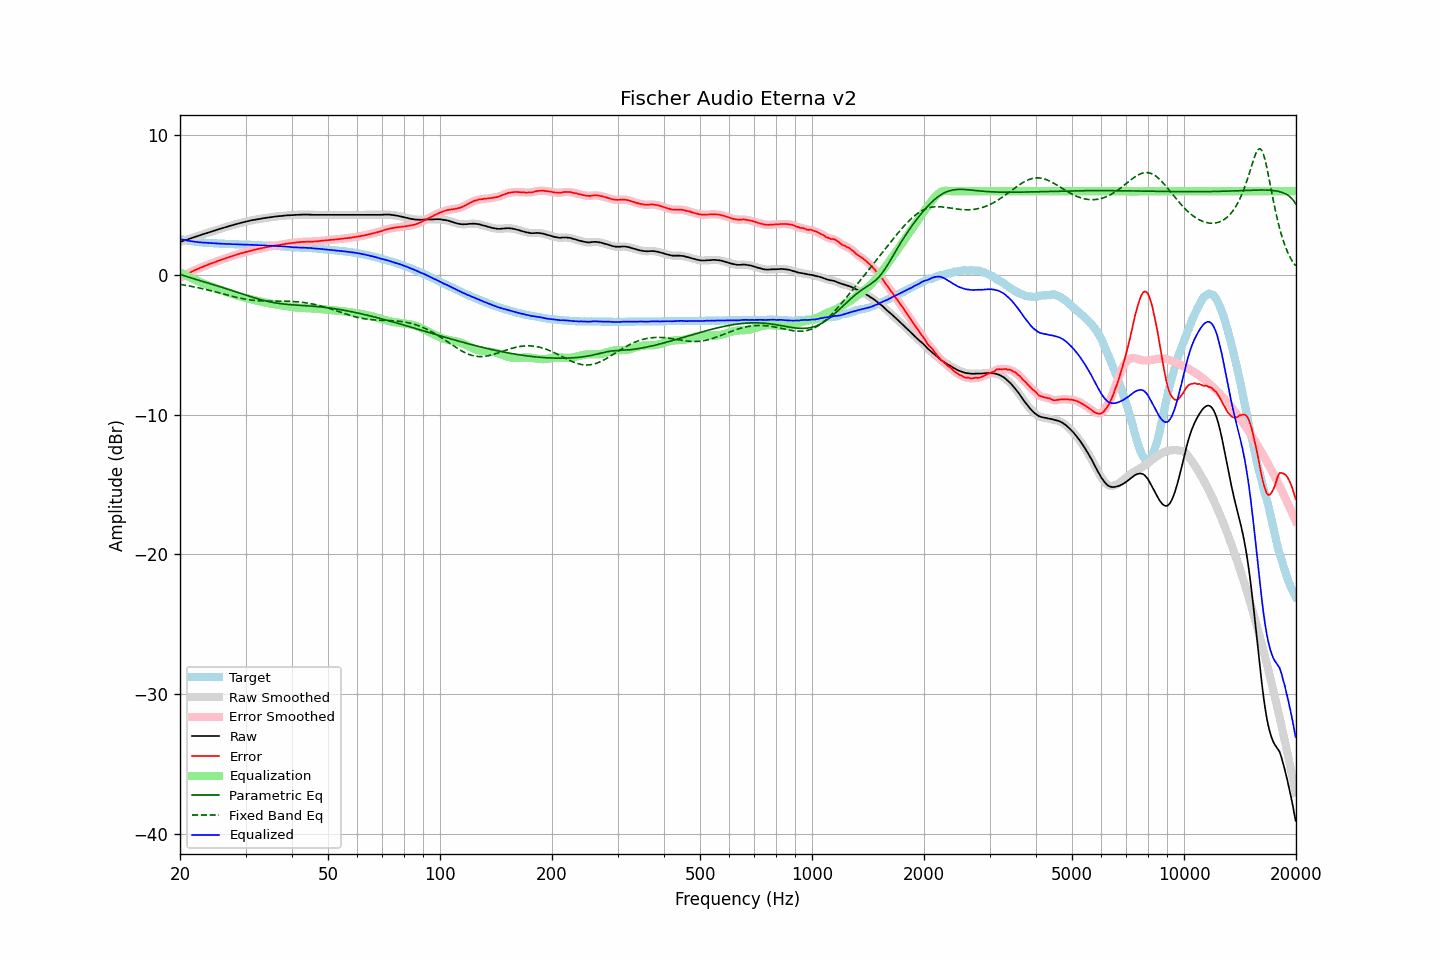 Fischer Audio Eterna v2
Amplitude (dBr)
10
0
−10
−20
−30
−40
Target
Raw Smoothed
Error Smoothed
Raw
Error
Equalization
Parametric Eq
Fixed Band Eq
Equalized
20 50 100 200 500 1000 2000 5000 10000 20000
Frequency (Hz)